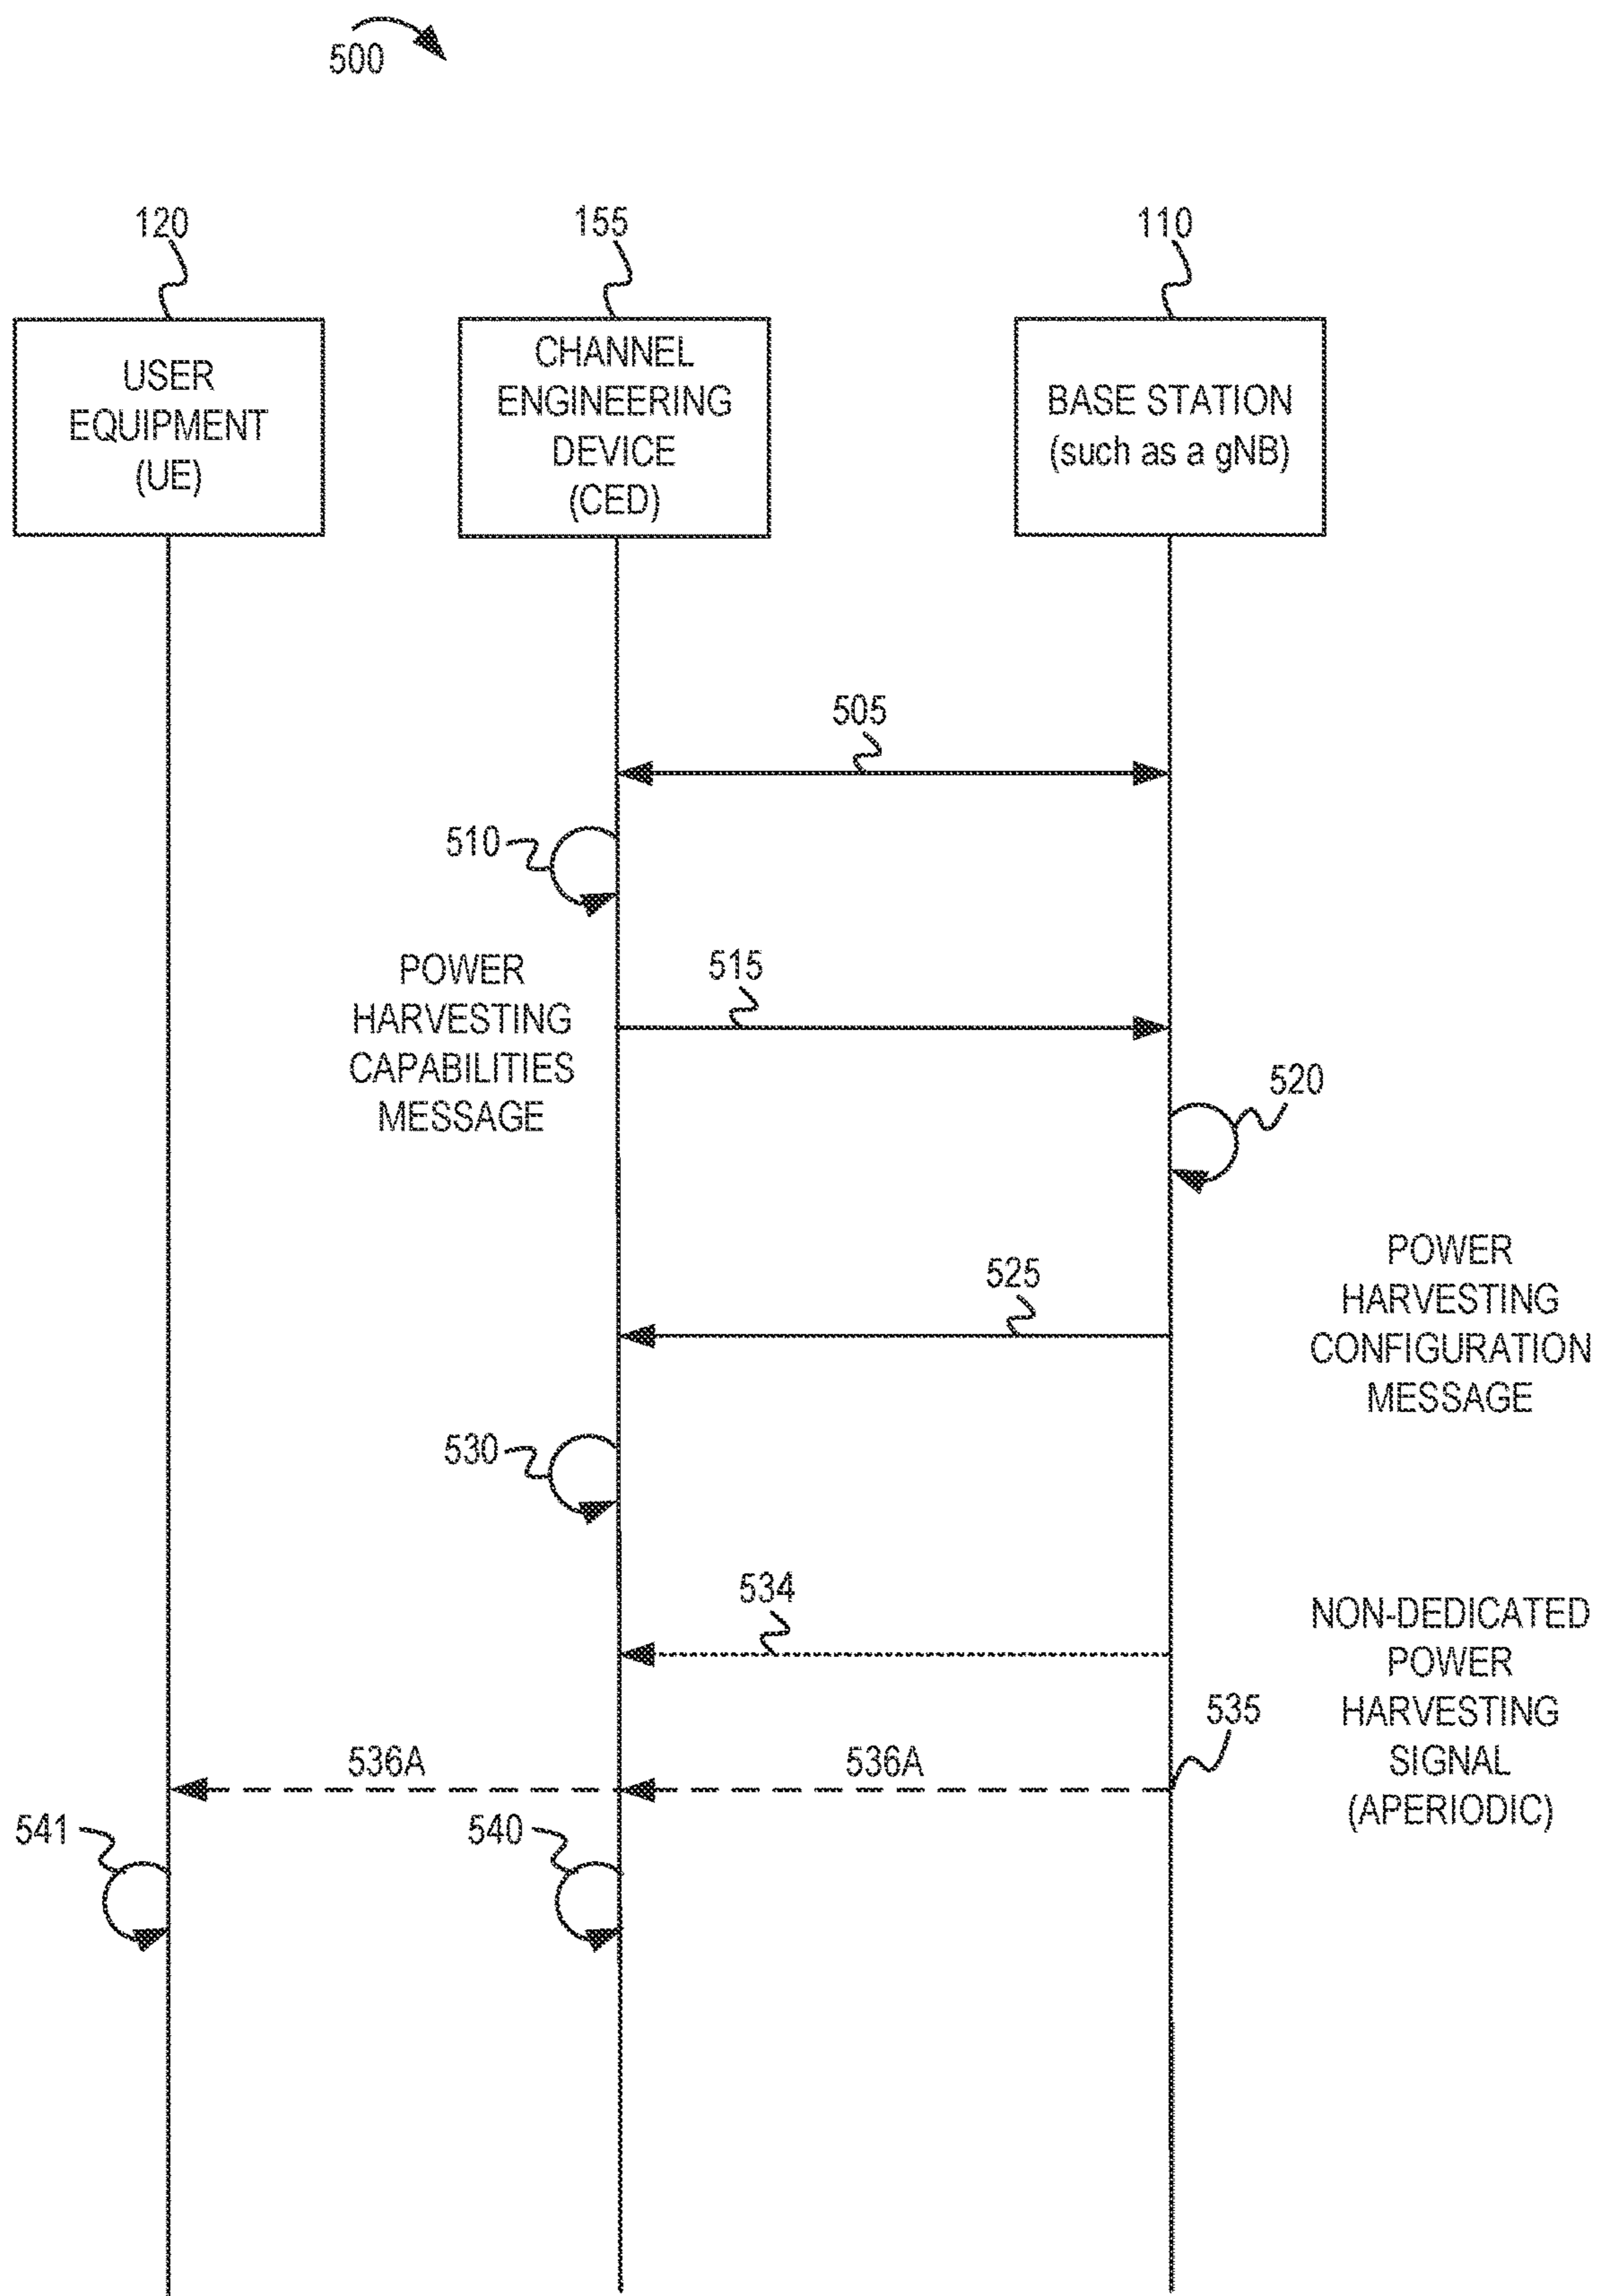 500
120
155
110
USER
EQUIPMENT
(UE)
CHANNEL
ENGINEERING
DEVICE
(CED)
BASE STATION
(such as a gNB)
505
510
POWER
HARVESTING
CAPABILITIES
MESSAGE
515
520
525
POWER
HARVESTING
CONFIGURATION
MESSAGE
530
534
NON-DEDICATED
POWER
HARVESTING
SIGNAL
(APERIODIC)
535
536A
536A
541
540